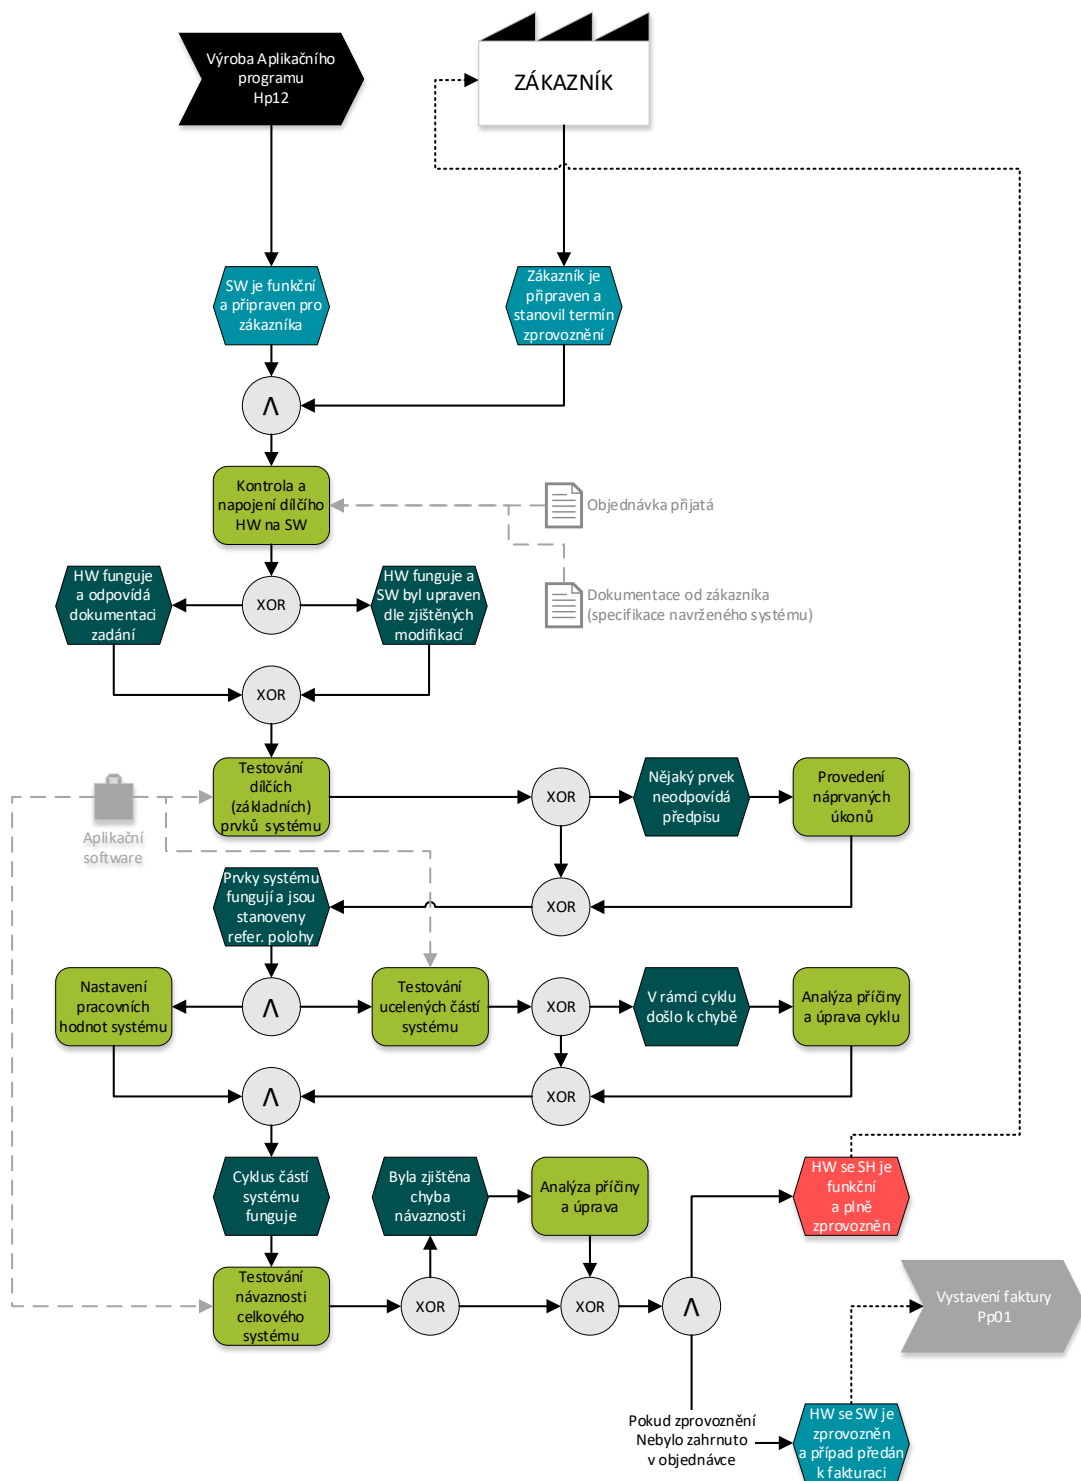 Výroba Aplikačního
programu
Hp12
ZÁKAZNÍK
SW je funkční
a připraven pro
zákazníka
Zákazník je
připraven a
stanovil termín
zprovoznění
Λ
Kontrola a
napojení dílčího
HW na SW
Objednávka přijatá
Dokumentace od zákazníka
(specifikace navrženého systému)
HW funguje
a odpovídá
dokumentaci
zadání
XOR
HW funguje a
SW byl upraven
dle zjištěných
modifikací
XOR
Aplikační
software
Testování
dílčích
(základních)
prvků systému
XOR
Nějaký prvek
neodpovídá
předpisu
Provedení
náprvaných
úkonů
Prvky systému
fungují a jsou
stanoveny
refer. polohy
XOR
Nastavení
pracovních
hodnot systému
Λ
Testování
ucelených částí
systému
XOR
V rámci cyklu
došlo k chybě
Analýza příčiny
a úprava cyklu
Λ
XOR
Cyklus částí
systému
funguje
Byla zjištěna
chyba
návaznosti
Analýza příčiny
a úprava
HW se SH je
funkční
a plně
zprovozněn
Testování
návaznosti
celkového
systému
XOR
XOR
Λ
Vystavení faktury
Pp01
Pokud zprovoznění
Nebylo zahrnuto
v objednávce
HW se SW je
zprovozněn
a případ předán
k fakturaci